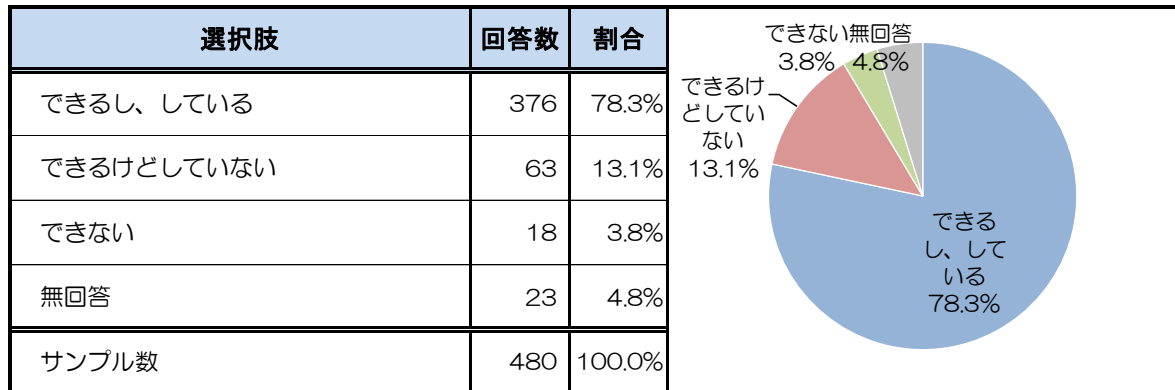 選択肢 回答数 割合
できるし、している 376 78.3%
できるけどしていない 63 13.1%
できない 18 3.8%
無回答 23 4.8%
サンプル数 480 100.0%
できない無回答
3.8% 4.8%
できるけ
どしてい
ない
13.1%
できる
し、して
いる
78.3%